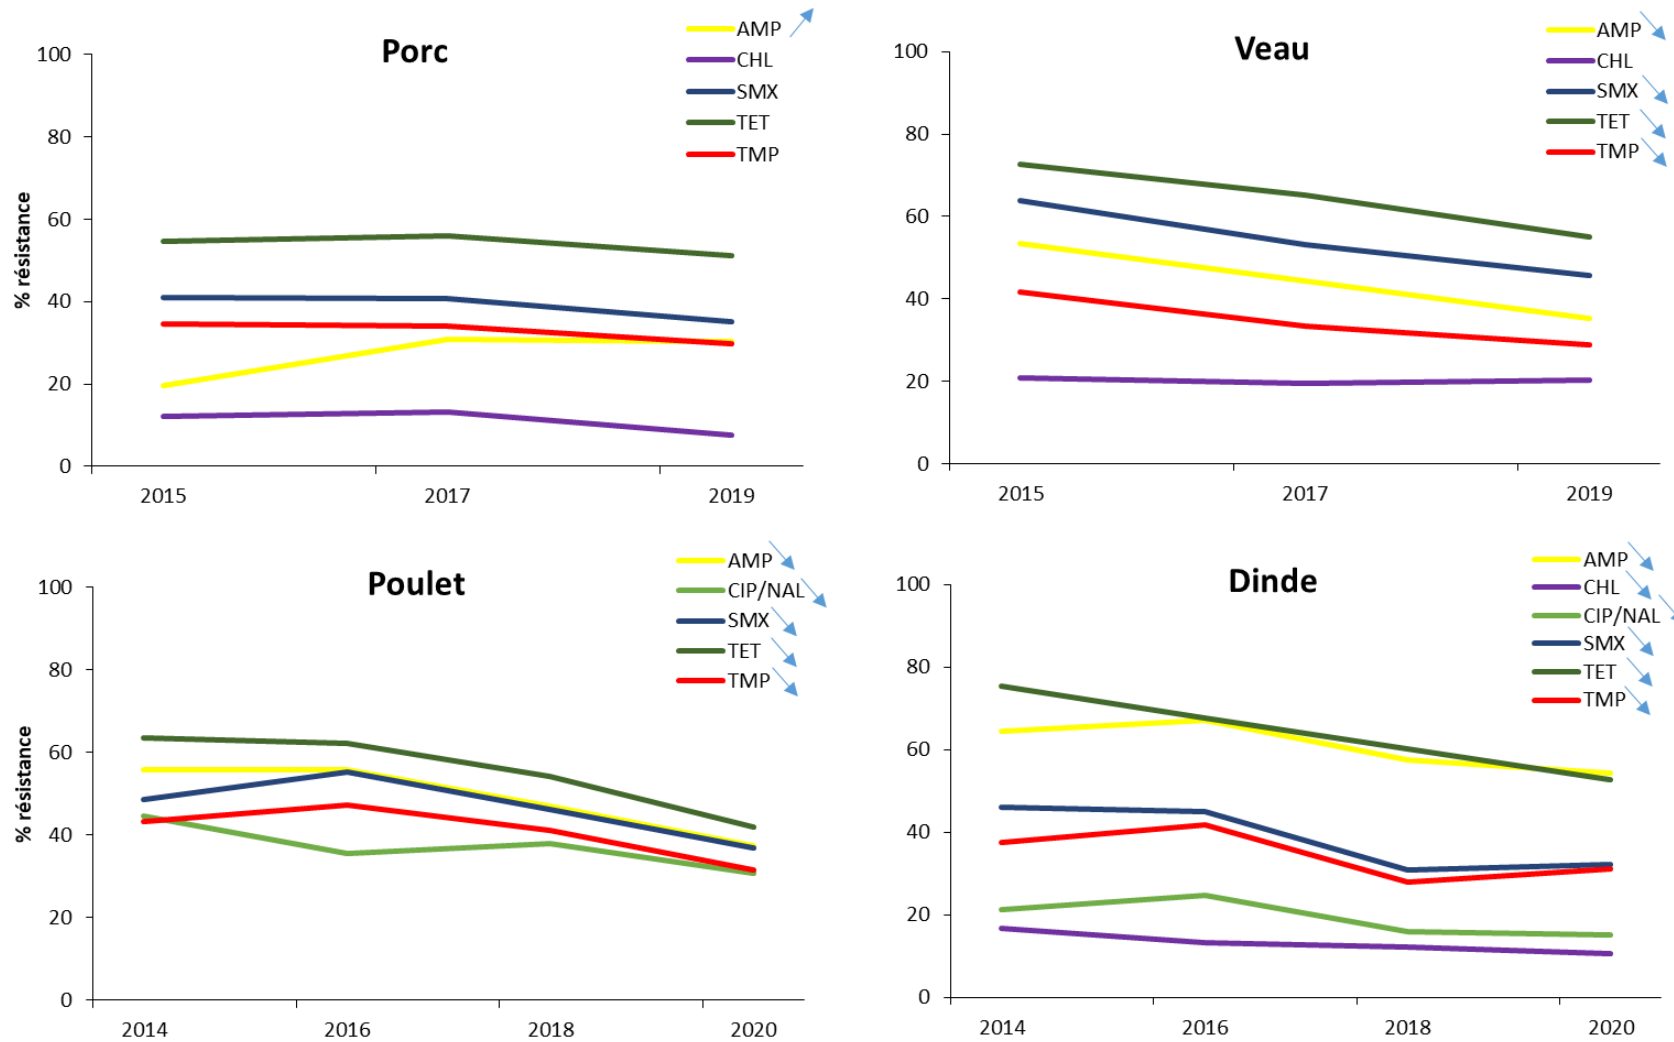 Porc
AMP
CHL
SMX
TET
TMP
% résistance
100
80
60
40
20
0
2015
2017
2019
Veau
AMP
CHL
SMX
TET
TMP
100
80
60
40
20
0
2015
2017
2019
Poulet
AMP
CIP/NAL
SMX
TET
TMP
% résistance
100
80
60
40
20
0
2014
2016
2018
2020
Dinde
AMP
CHL
CIP/NAL
SMX
TET
TMP
100
80
60
40
20
0
2014
2016
2018
2020